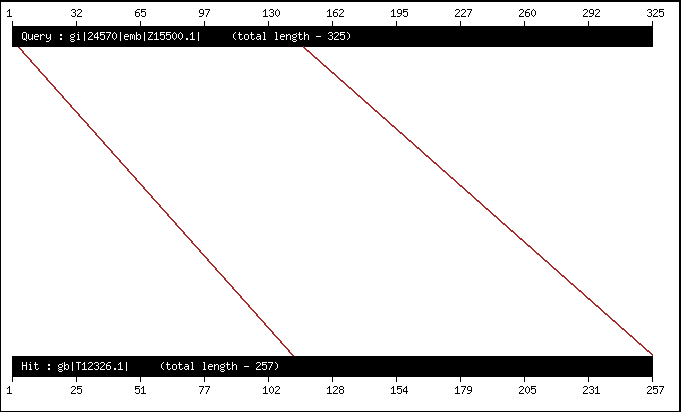 1 32 65 97 130 162 195 227 260 292 325
Query : gi|24570|emb|Z15500.1| (total length - 325)
Hit : gb|T12326.1| (total length - 257)
1 25 51 77 102 128 154 179 205 231 257